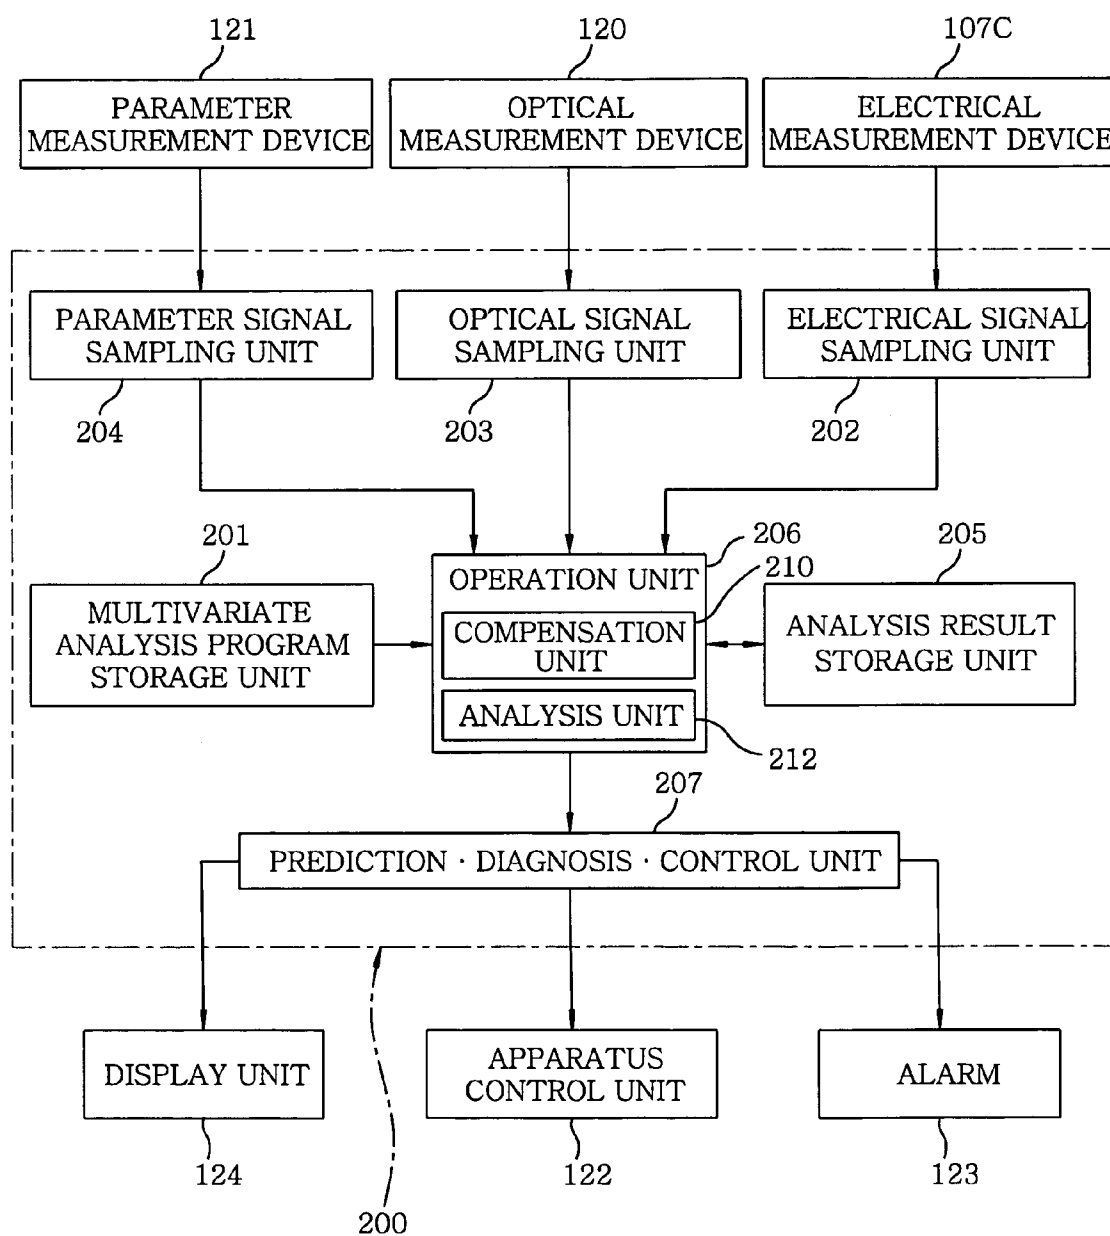 121
120
107C
PARAMETER
MEASUREMENT DEVICE
OPTICAL
MEASUREMENT DEVICE
ELECTRICAL
MEASUREMENT DEVICE
PARAMETER SIGNAL
SAMPLING UNIT
OPTICAL SIGNAL
SAMPLING UNIT
ELECTRICAL SIGNAL
SAMPLING UNIT
204
203
202
201
206
205
OPERATION UNIT
210
MULTIVARIATE
ANALYSIS PROGRAM
STORAGE UNIT
COMPENSATION
UNIT
ANALYSIS RESULT
STORAGE UNIT
ANALYSIS UNIT
212
207
PREDICTION · DIAGNOSIS · CONTROL UNIT
DISPLAY UNIT
APPARATUS
CONTROL UNIT
ALARM
124
122
123
200